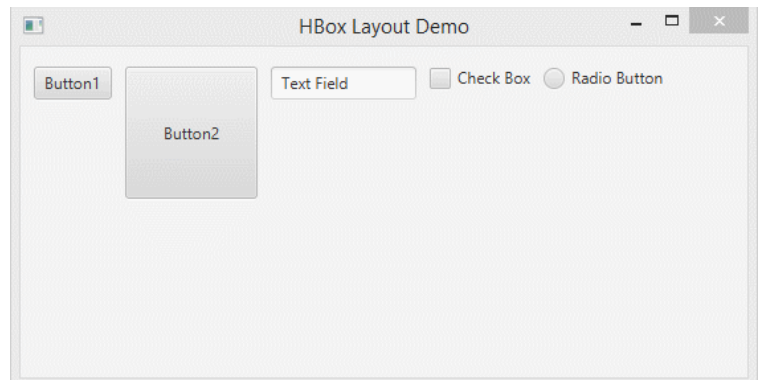 HBox Layout Demo
Button1
Button2
Text Field
Check Box
Radio Button